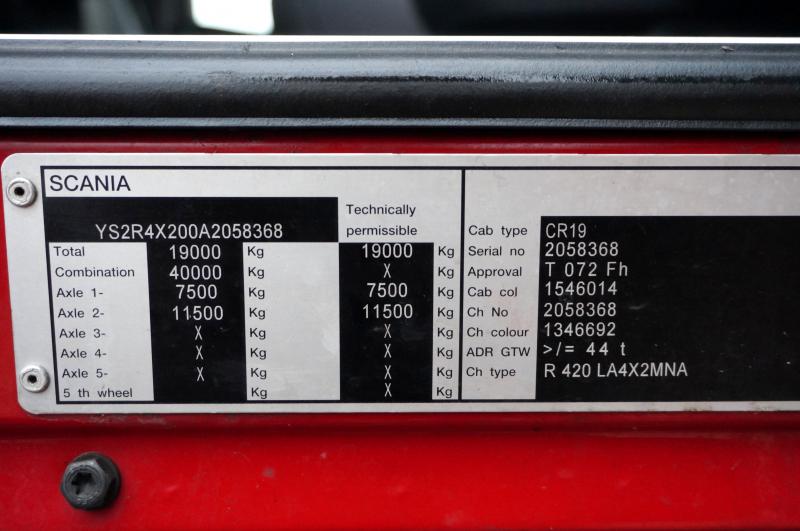 SCANIA
YS2R4X200A2058368
Technically
permissible
Total 19000 Kg 19000 Kg
Combination 40000 Kg X Kg
Axle 1- 7500 Kg 7500 Kg
Axle 2- 11500 Kg 11500 Kg
Axle 3- X Kg X Kg
Axle 4- X Kg X Kg
Axle 5- X Kg X Kg
5 th wheel Kg X Kg
Cab type CR19
Serial no 2058368
Approval T 072 Fh
Cab col 1546014
Ch No 2058368
Ch colour 1346692
ADR GTW >/= 44 t
Ch type R 420 LA4X2MNA